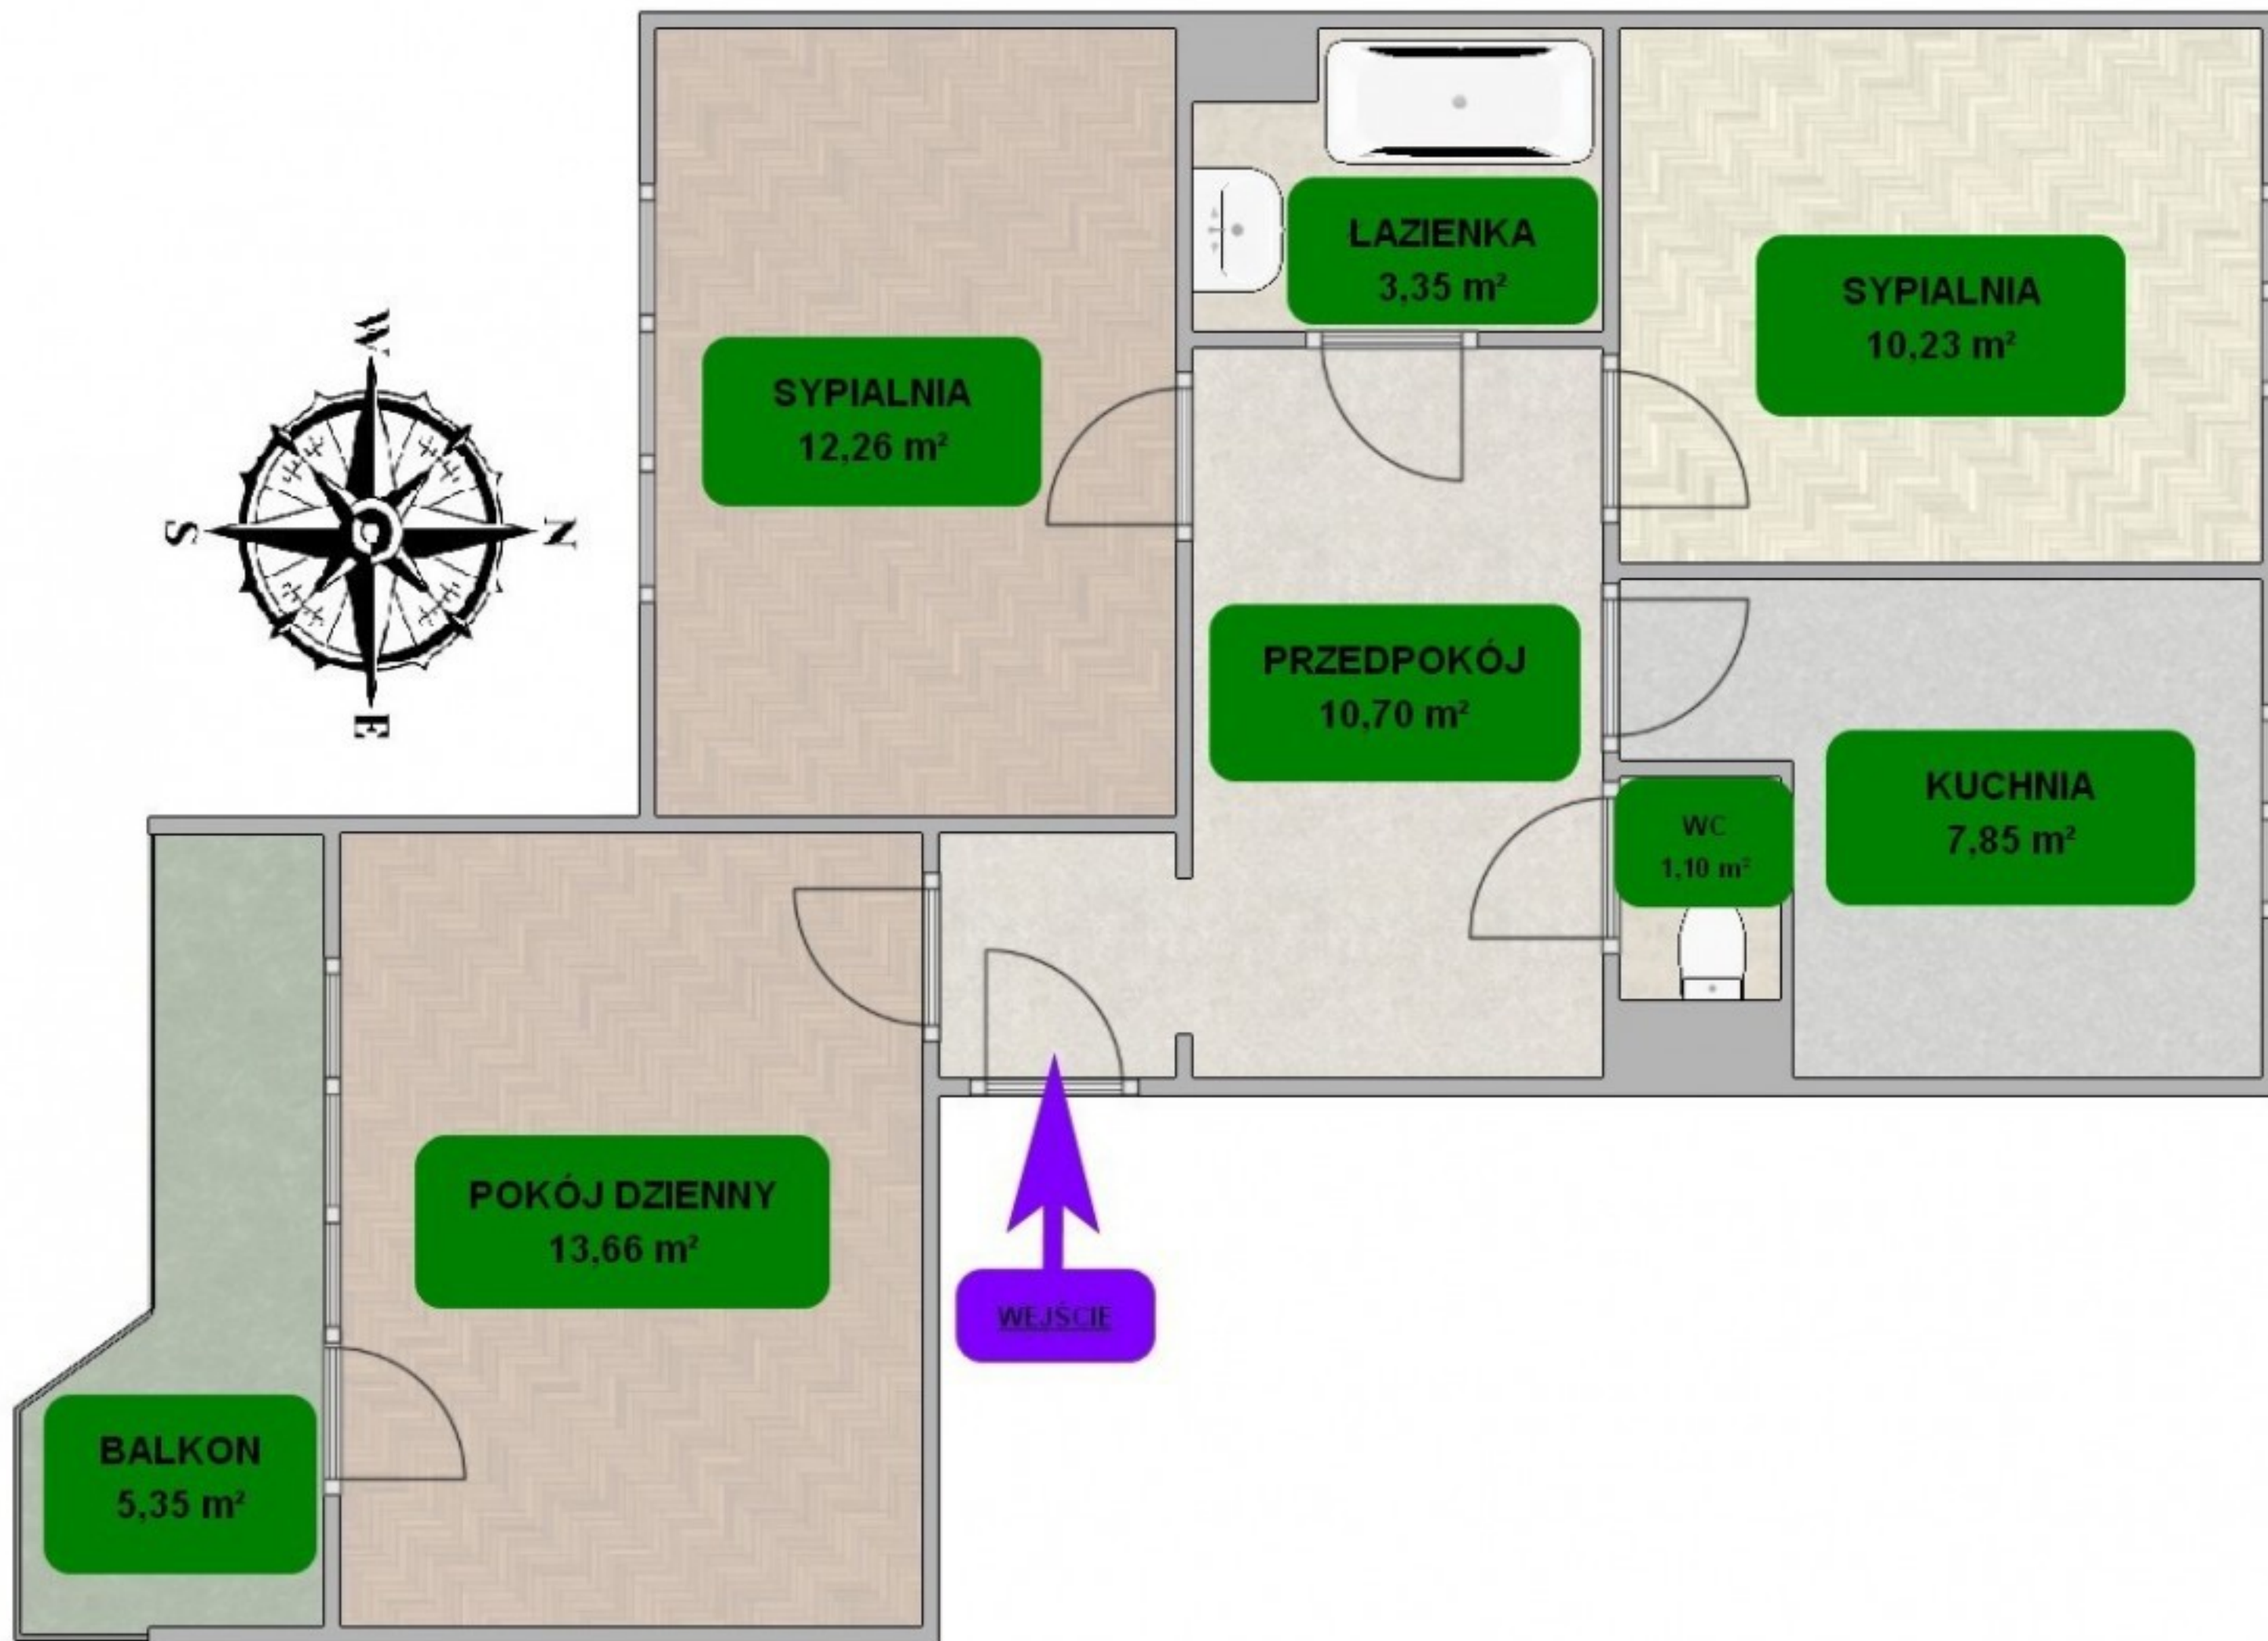 ŁAZIENKA
3,35 m²
SYPIALNIA
10,23 m²
SYPIALNIA
12,26 m²
W
S
N
E
PRZEDPOKÓJ
10,70 m²
KUCHNIA
7,85 m²
WC
1,10 m²
POKÓJ DZIENNY
13,66 m²
WEJŚCIE
BALKON
5,35 m²